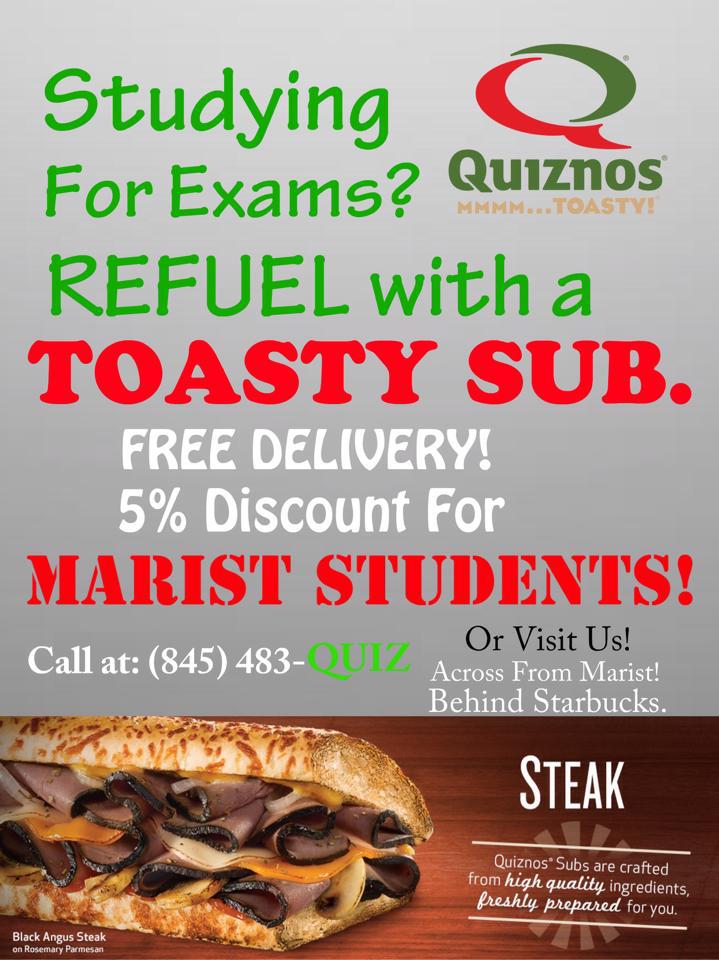 Studying
For Exams?
Quiznos®
MMMM...TOASTY!®
REFUEL with a
TOASTY SUB.
FREE DELIVERY!
5% Discount For
MARIST STUDENTS!
Call at: (845) 483-QUIZ
Or Visit Us!
Across From Marist!
Behind Starbucks.
STEAK
Quiznos® Subs are crafted
from high quality ingredients,
freshly prepared for you.
Black Angus Steak
on Rosemary Parmesan